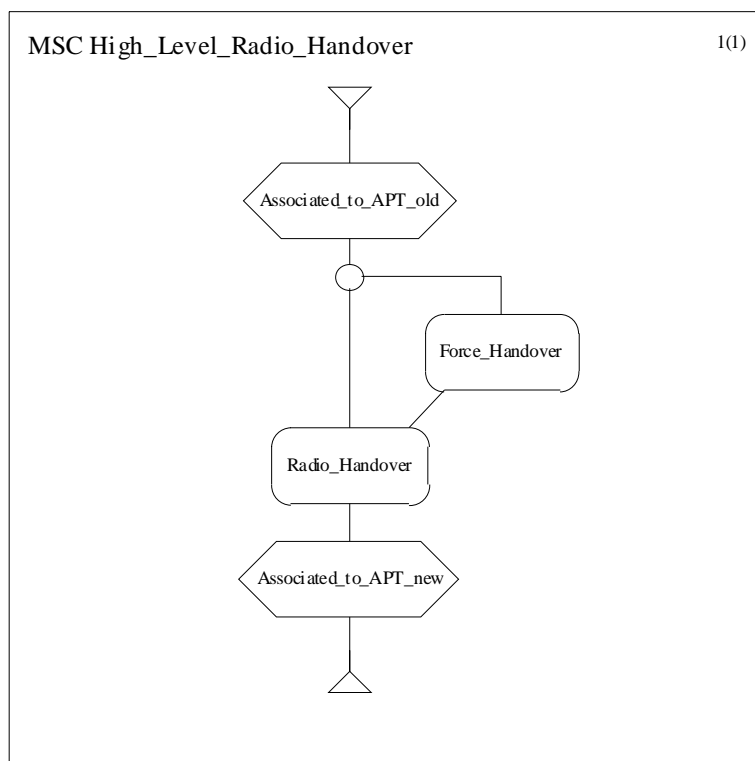 MSC High_Level_Radio_Handover
1(1)
Associated_to_APT_old
Force_Handover
Radio_Handover
Associated_to_APT_new